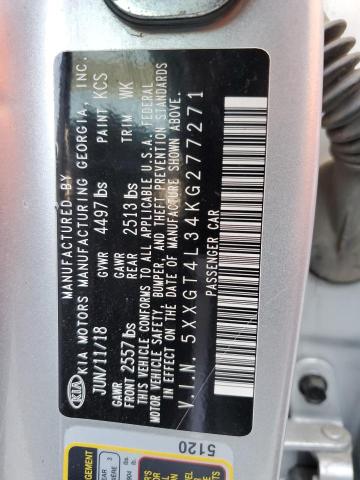 MANUFACTURED BY
KIA KIA MOTORS MANUFACTURING GEORGIA, INC.
JUN/11/18 GVWR 4497 lbs PAINT KCS
GAWR FRONT 2557 lbs GAWR REAR 2513 lbs TRIM WK
THIS VEHICLE CONFORMS TO ALL APPLICABLE U.S.A. FEDERAL
MOTOR VEHICLE SAFETY, BUMPER, AND THEFT PREVENTION STANDARDS
IN EFFECT ON THE DATE OF MANUFACTURE SHOWN ABOVE.
V.I.N. 5XXGT4L34KG277271
PASSENGER CAR
5120